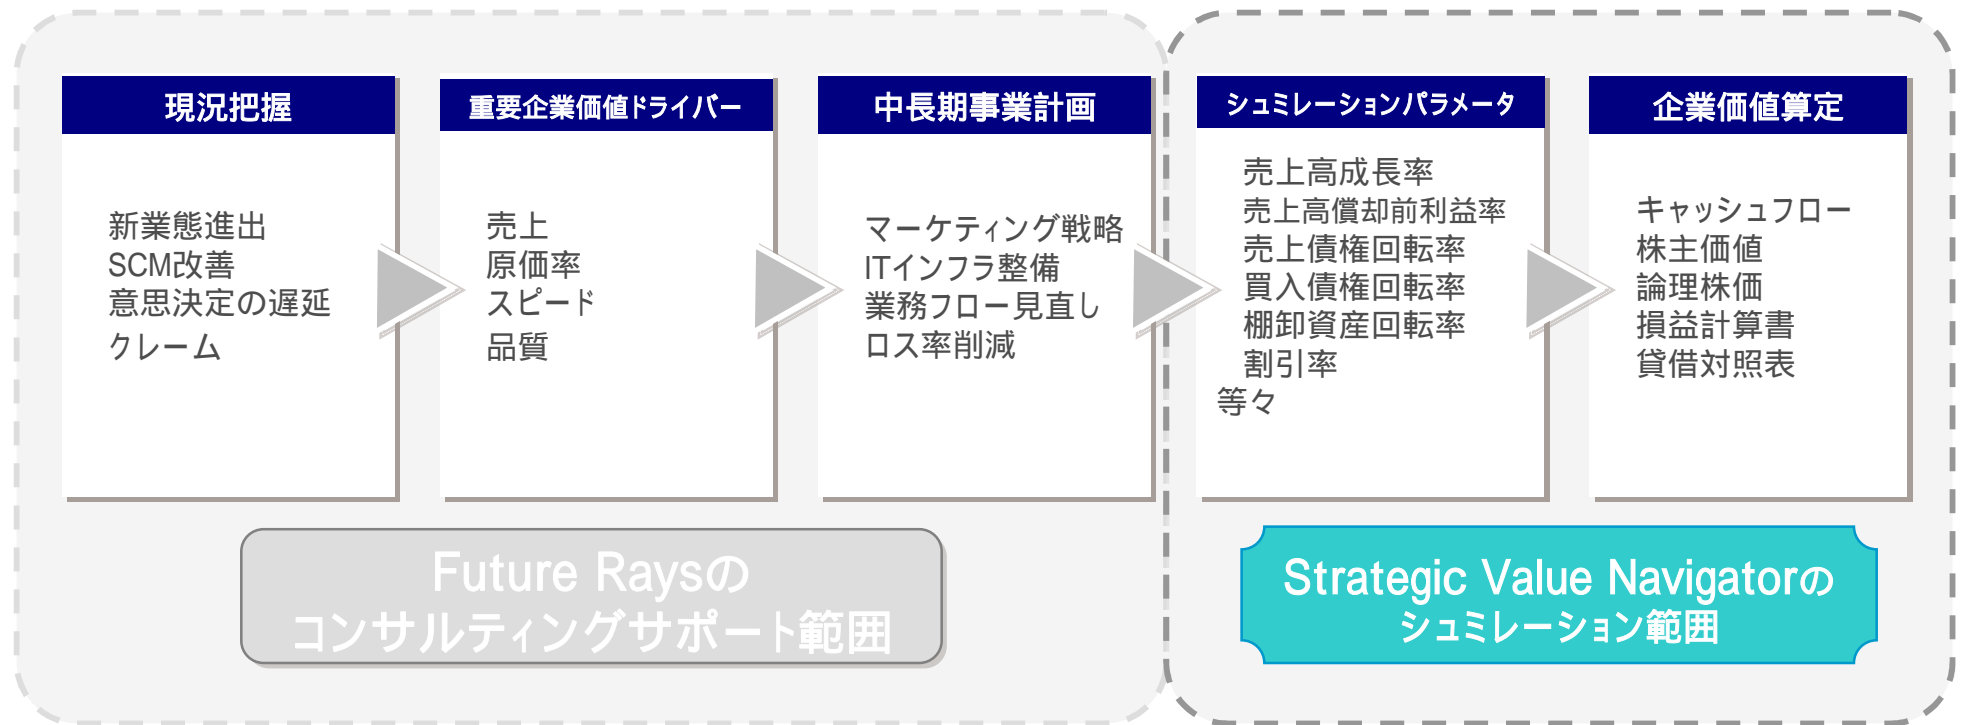 現況把握
新業態進出
SCM改善
意思決定の遅延
クレーム
重要企業価値ドライバー
売上
原価率
スピード
品質
中長期事業計画
マーケティング戦略
ITインフラ整備
業務フロー見直し
ロス率削減
シュミレーションパラメータ
売上高成長率
売上高償却前利益率
売上債権回転率
買入債権回転率
棚卸資産回転率
割引率
等々
企業価値算定
キャッシュフロー
株主価値
論理株価
損益計算書
貸借対照表
Future Raysの
コンサルティングサポート範囲
Strategic Value Navigatorの
シュミレーション範囲